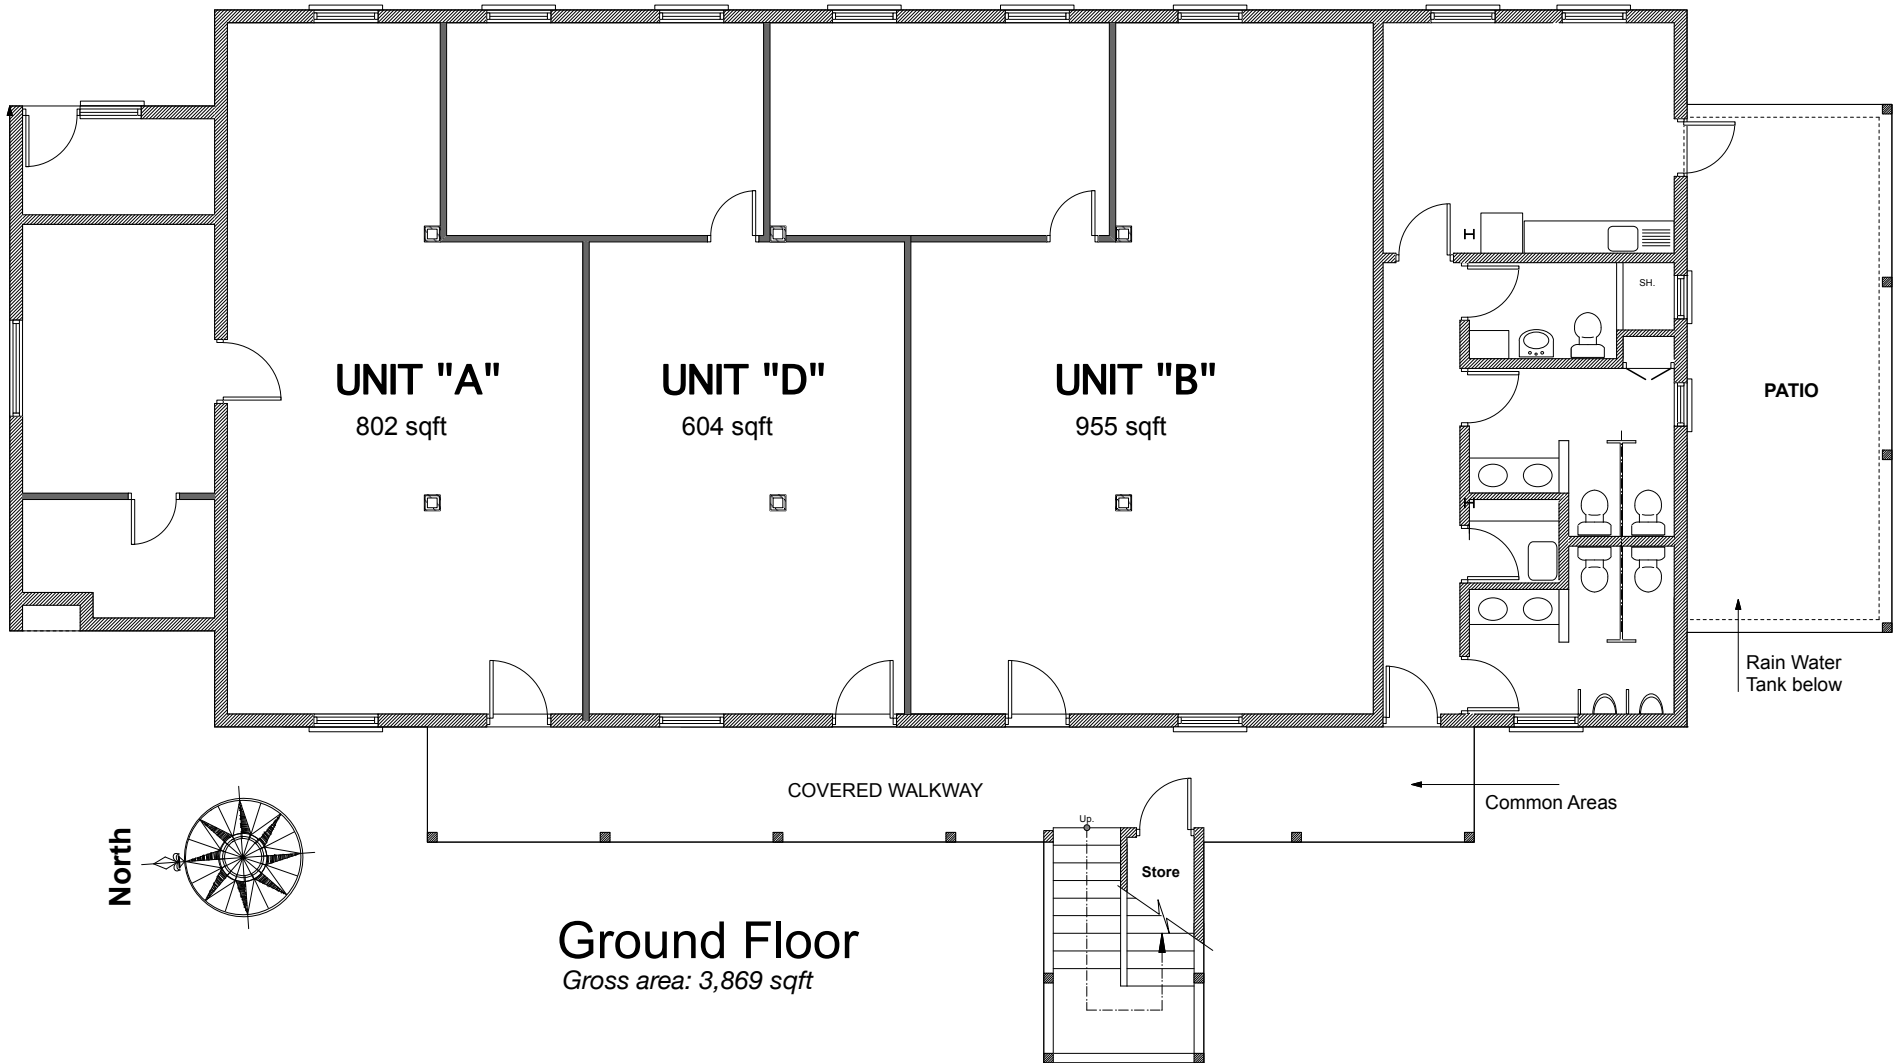 UNIT "A"
802 sqft
UNIT "D"
604 sqft
UNIT "B"
955 sqft
SH.
H
H
PATIO
Rain Water
Tank below
COVERED WALKWAY
Common Areas
Up.
Store
North
Ground Floor
Gross area: 3,869 sqft